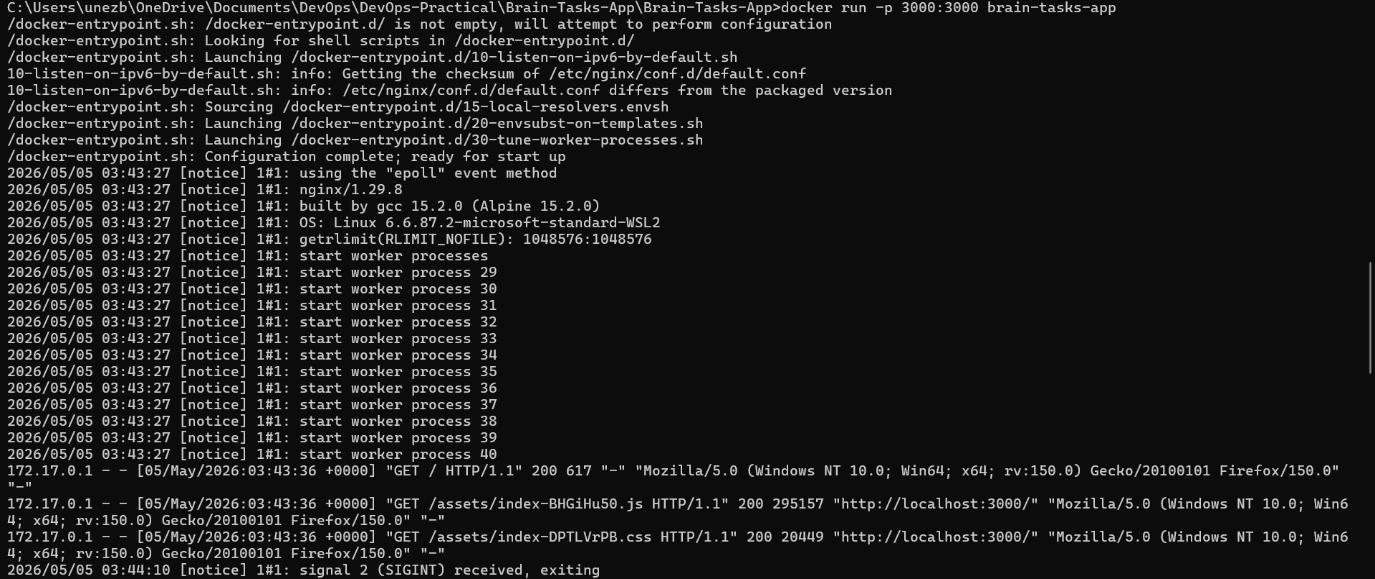 C:\Users\unezb\OneDrive\Documents\DevOps\DevOps-Practical\Brain-Tasks-App\Brain-Tasks-App>docker run -p 3000:3000 brain-tasks-app
/docker-entrypoint.sh: /docker-entrypoint.d/ is not empty, will attempt to perform configuration
/docker-entrypoint.sh: Looking for shell scripts in /docker-entrypoint.d/
/docker-entrypoint.sh: Launching /docker-entrypoint.d/10-listen-on-ipv6-by-default.sh
10-listen-on-ipv6-by-default.sh: info: Getting the checksum of /etc/nginx/conf.d/default.conf
10-listen-on-ipv6-by-default.sh: info: /etc/nginx/conf.d/default.conf differs from the packaged version
/docker-entrypoint.sh: Sourcing /docker-entrypoint.d/15-local-resolvers.envsh
/docker-entrypoint.sh: Launching /docker-entrypoint.d/20-envsubst-on-templates.sh
/docker-entrypoint.sh: Launching /docker-entrypoint.d/30-tune-worker-processes.sh
/docker-entrypoint.sh: Configuration complete; ready for start up
2026/05/05 03:43:27 [notice] 1#1: using the "epoll" event method
2026/05/05 03:43:27 [notice] 1#1: nginx/1.29.8
2026/05/05 03:43:27 [notice] 1#1: built by gcc 15.2.0 (Alpine 15.2.0)
2026/05/05 03:43:27 [notice] 1#1: OS: Linux 6.6.87.2-microsoft-standard-WSL2
2026/05/05 03:43:27 [notice] 1#1: getrlimit(RLIMIT_NOFILE): 1048576:1048576
2026/05/05 03:43:27 [notice] 1#1: start worker processes
2026/05/05 03:43:27 [notice] 1#1: start worker process 29
2026/05/05 03:43:27 [notice] 1#1: start worker process 30
2026/05/05 03:43:27 [notice] 1#1: start worker process 31
2026/05/05 03:43:27 [notice] 1#1: start worker process 32
2026/05/05 03:43:27 [notice] 1#1: start worker process 33
2026/05/05 03:43:27 [notice] 1#1: start worker process 34
2026/05/05 03:43:27 [notice] 1#1: start worker process 35
2026/05/05 03:43:27 [notice] 1#1: start worker process 36
2026/05/05 03:43:27 [notice] 1#1: start worker process 37
2026/05/05 03:43:27 [notice] 1#1: start worker process 38
2026/05/05 03:43:27 [notice] 1#1: start worker process 39
2026/05/05 03:43:27 [notice] 1#1: start worker process 40
172.17.0.1 - - [05/May/2026:03:43:36 +0000] "GET / HTTP/1.1" 200 617 "-" "Mozilla/5.0 (Windows NT 10.0; Win64; x64; rv:150.0) Gecko/20100101 Firefox/150.0"
"-"
172.17.0.1 - - [05/May/2026:03:43:36 +0000] "GET /assets/index-BHGiHu50.js HTTP/1.1" 200 295157 "http://localhost:3000/" "Mozilla/5.0 (Windows NT 10.0; Win6
4; x64; rv:150.0) Gecko/20100101 Firefox/150.0" "-"
172.17.0.1 - - [05/May/2026:03:43:36 +0000] "GET /assets/index-DPTLVrPB.css HTTP/1.1" 200 20449 "http://localhost:3000/" "Mozilla/5.0 (Windows NT 10.0; Win6
4; x64; rv:150.0) Gecko/20100101 Firefox/150.0" "-"
2026/05/05 03:44:10 [notice] 1#1: signal 2 (SIGINT) received, exiting